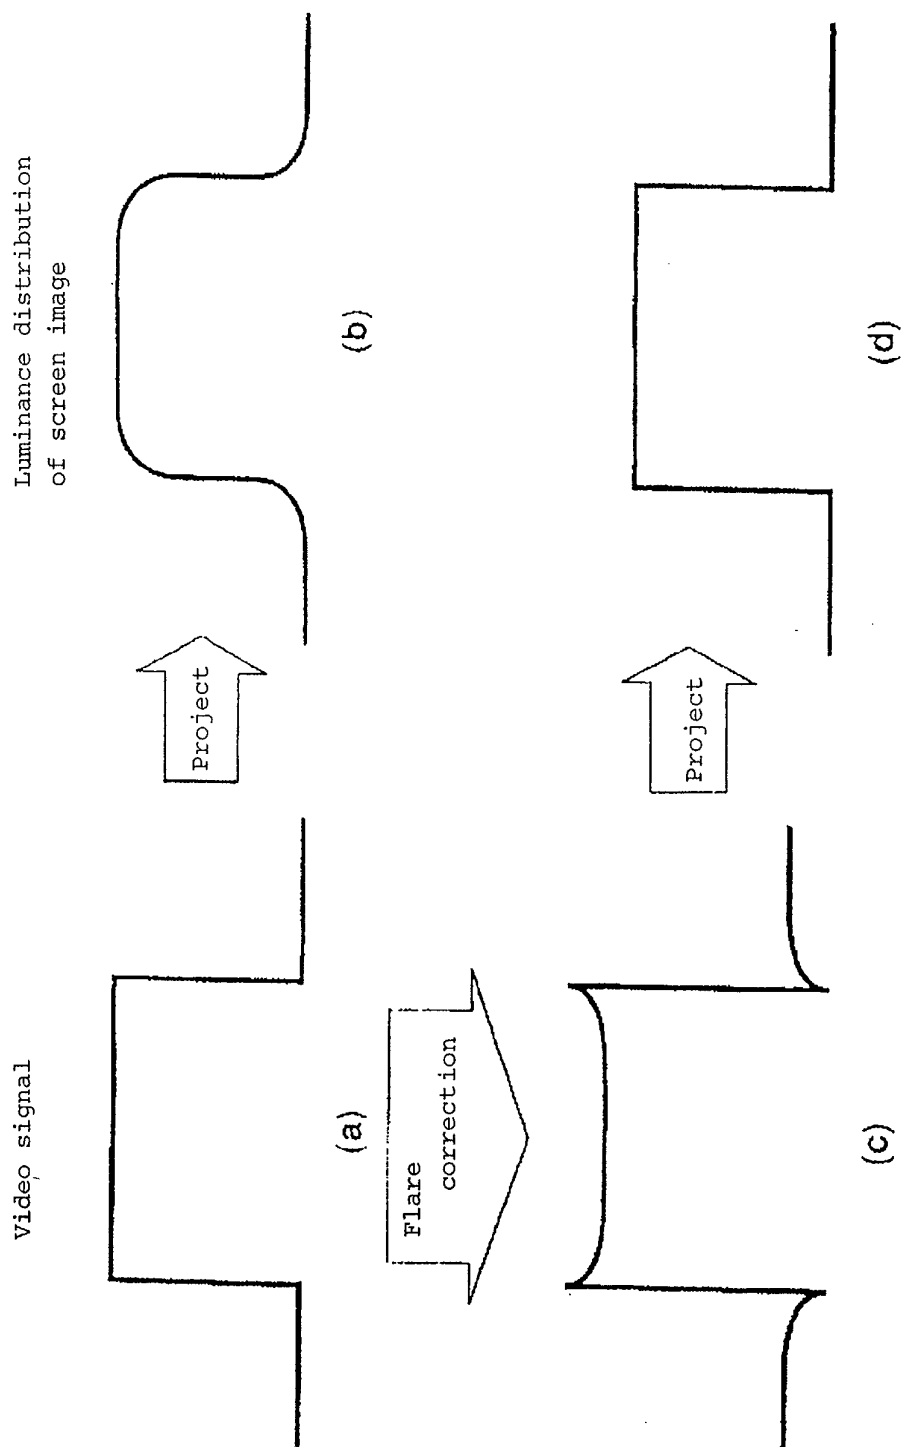 Video signal
Luminance distribution
of screen image
Project
(a)
(b)
Flare
correction
Project
(c)
(d)